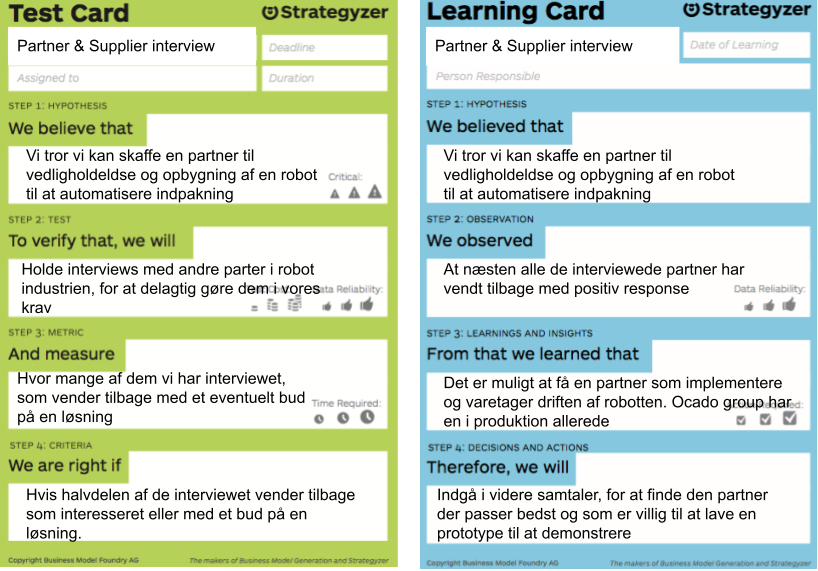 Test Card
Strategyzer
Partner & Supplier interview
Deadline
Assigned to
Duration
STEP 1: HYPOTHESIS
We believe that
Vi tror vi kan skaffe en partner til
vedligholdeldse og opbygning af en robot
til at automatisere indpakning
Critical:
STEP 2: TEST
To verify that, we will
Holde interviews med andre parter i robot
industrien, for at delagtig gøre dem i vores
krav
Data Reliability:
STEP 3: METRIC
And measure
Hvor mange af dem vi har interviewet,
som vender tilbage med et eventuelt bud
på en løsning
Time Required:
STEP 4: CRITERIA
We are right if
Hvis halvdelen af de interviewet vender tilbage
som interesseret eller med et bud på en
løsning.
Copyright Business Model Foundry AG
The makers of Business Model Generation and Strategyzer
Learning Card
Strategyzer
Partner & Supplier interview
Date of Learning
Person Responsible
STEP 1: HYPOTHESIS
We believed that
Vi tror vi kan skaffe en partner til
vedligholdeldse og opbygning af en robot
til at automatisere indpakning
STEP 2: OBSERVATION
We observed
At næsten alle de interviewede partner har
vendt tilbage med positiv response
Data Reliability:
STEP 3: LEARNINGS AND INSIGHTS
From that we learned that
Det er muligt at få en partner som implementere
og varetager driften af robotten. Ocado group har
en i produktion allerede
STEP 4: DECISIONS AND ACTIONS
Therefore, we will
Indgå i videre samtaler, for at finde den partner
der passer bedst og som er villig til at lave en
prototype til at demonstrere
Copyright Business Model Foundry AG
The makers of Business Model Generation and Strategyzer